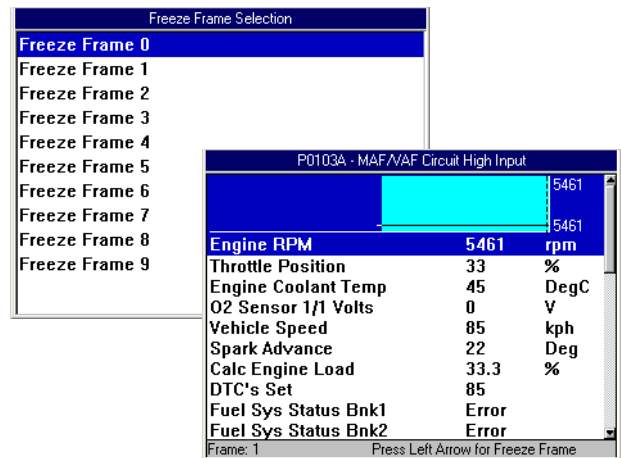 Freeze Frame Selection
Freeze Frame 0
Freeze Frame 1
Freeze Frame 2
Freeze Frame 3
Freeze Frame 4
Freeze Frame 5
Freeze Frame 6
Freeze Frame 7
Freeze Frame 8
Freeze Frame 9
P0103A - MAF/VAF Circuit High Input
5461
5461
Engine RPM 5461 rpm
Throttle Position 33 %
Engine Coolant Temp 45 DegC
O2 Sensor 1/1 Volts 0 V
Vehicle Speed 85 kph
Spark Advance 22 Deg
Calc Engine Load 33.3 %
DTC's Set 85
Fuel Sys Status Bnk1 Error
Fuel Sys Status Bnk2 Error
Frame: 1 Press Left Arrow for Freeze Frame